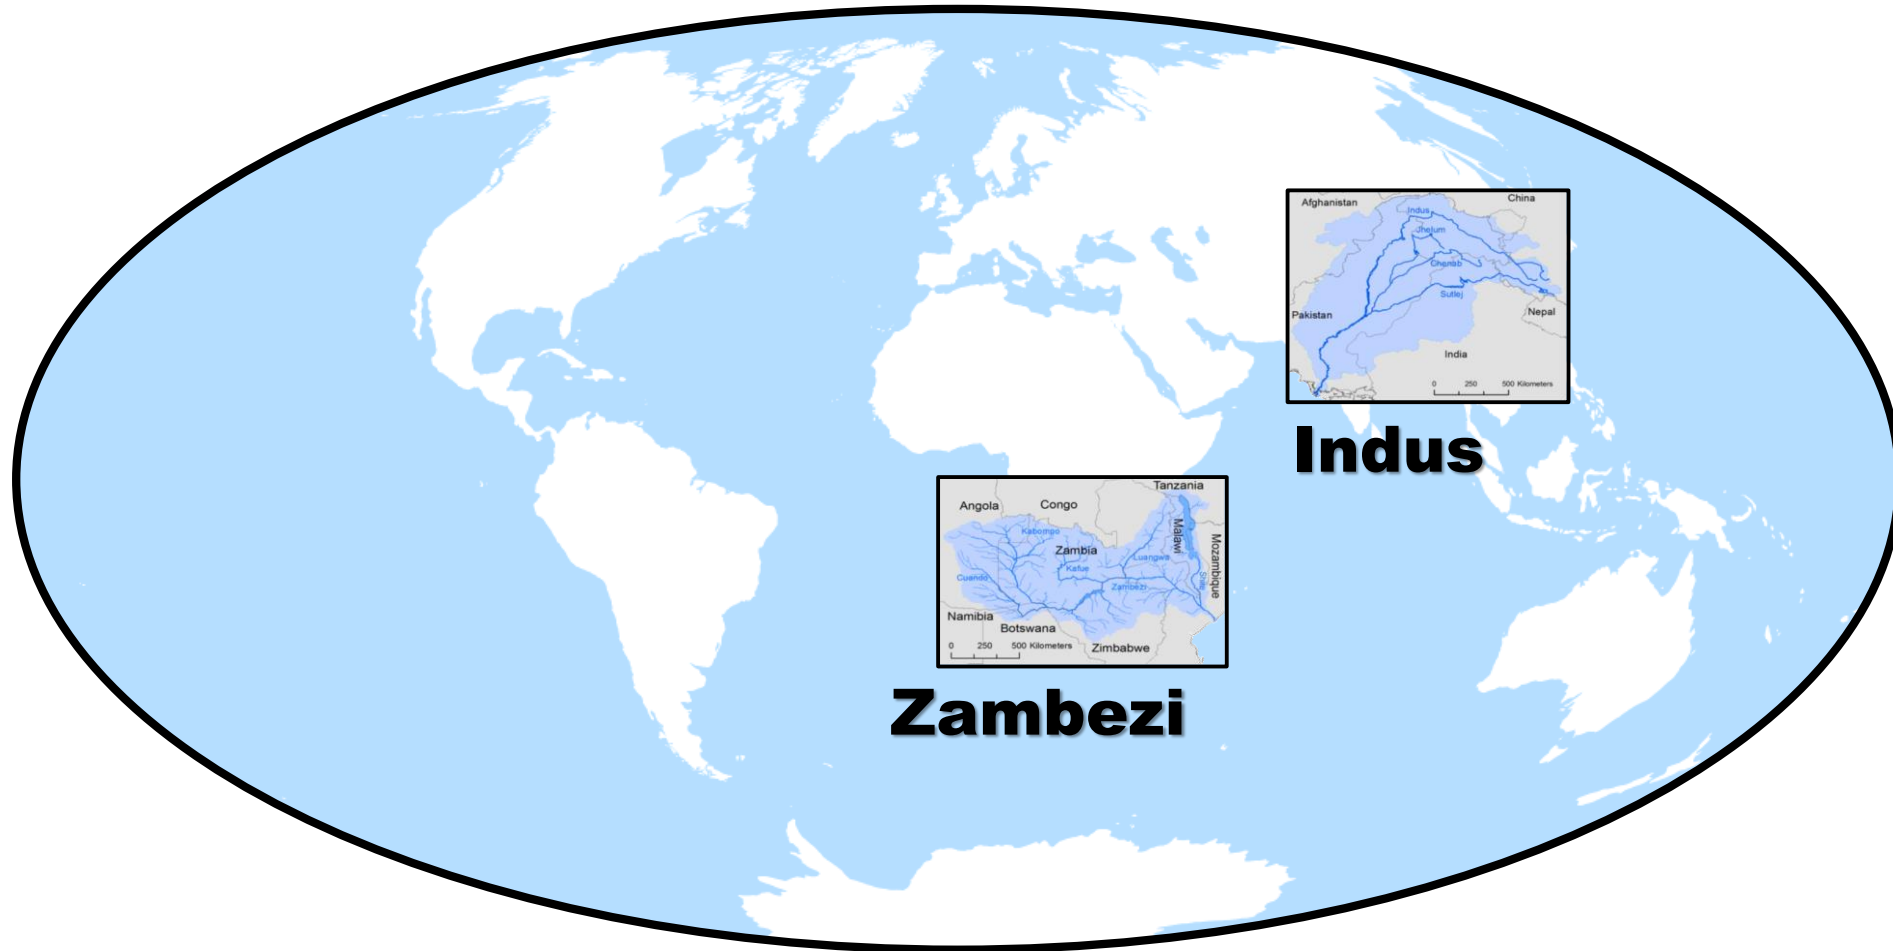 Afghanistan
China
Indus
Jhelum
Chenab
Sutlej
Pakistan
Nepal
India
0 250 500 Kilometers
Indus
Tanzania
Angola
Congo
Kabompo
Malawi
Mozambique
Zambia
Luangwa
Kafue
Cuando
Zambezi
Shire
Namibia
Botswana
Zimbabwe
0 250 500 Kilometers
Zambezi